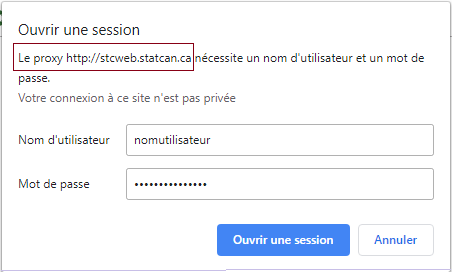 Ouvrir une session
Le proxy http://stcweb.statcan.ca nécessite un nom d'utilisateur et un mot de
passe.
Votre connexion à ce site n'est pas privée
Nom d'utilisateur nomutilisateur
Mot de passe •••••••••••••••
Ouvrir une session Annuler